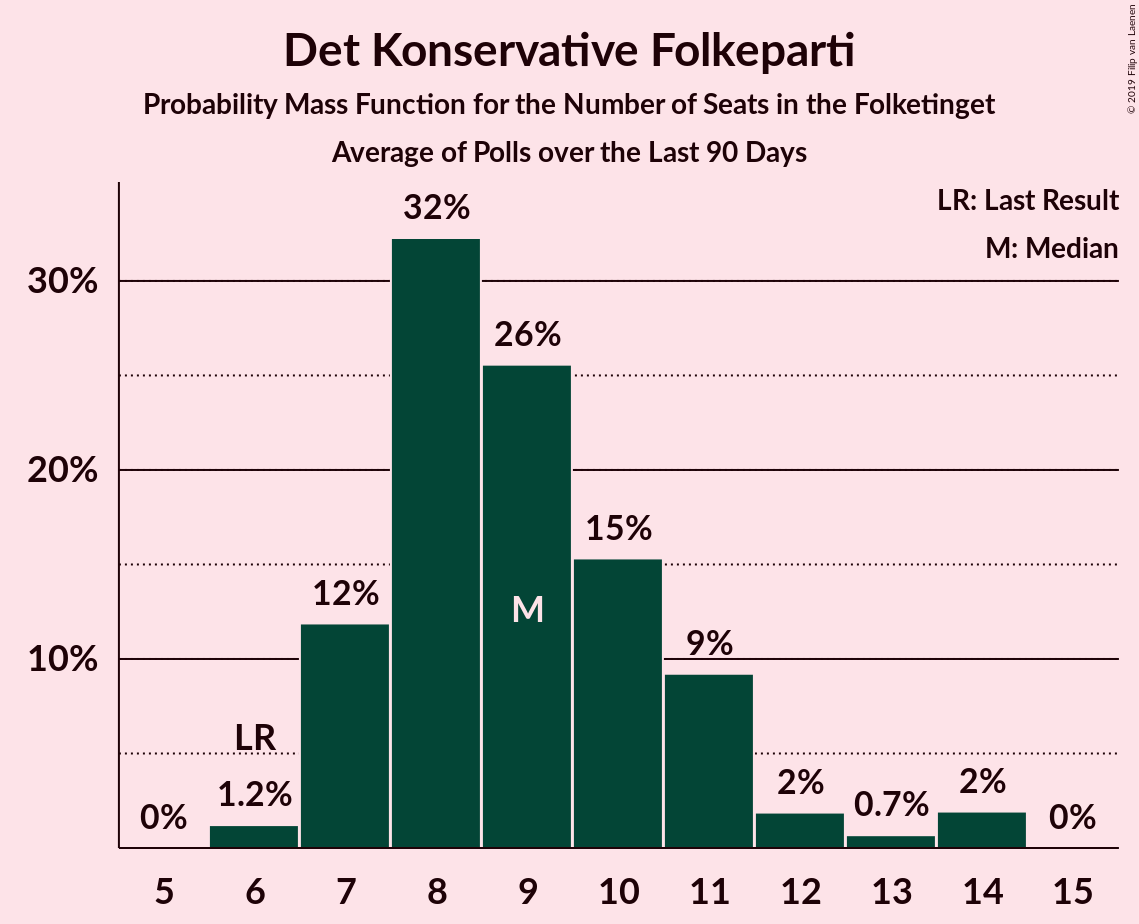 Det Konservative Folkeparti
Probability Mass Function for the Number of Seats in the Folketinget
Average of Polls over the Last 90 Days
© 2019 Filip van Laenen
LR: Last Result
M: Median
32%
30%
26%
20%
15%
M
12%
10%
9%
LR
0%
1.2%
2%
0.7%
2%
0%
5 6 7 8 9 10 11 12 13 14 15